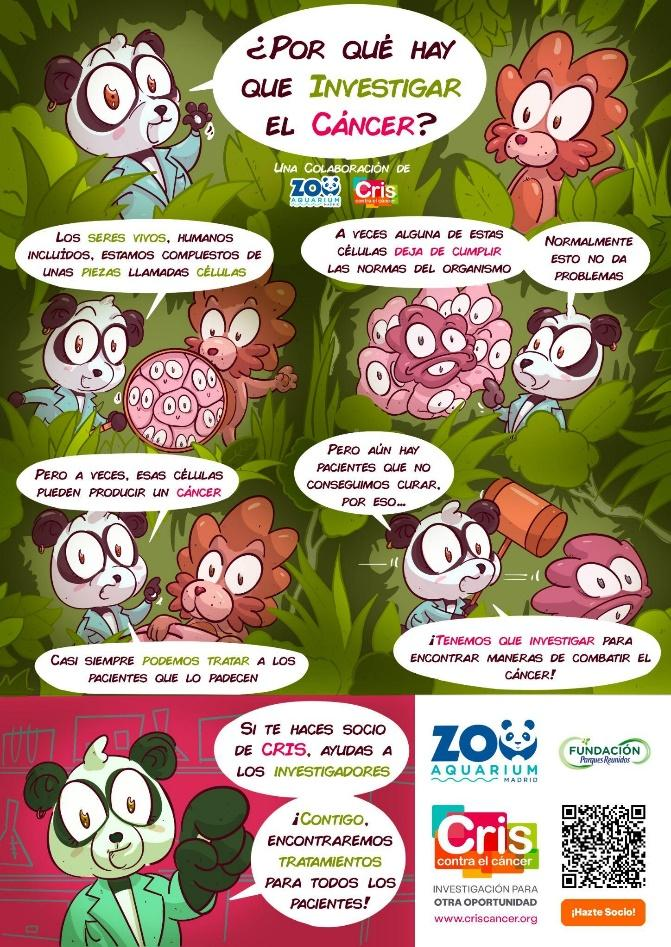 ¿POR QUÉ HAY
QUE INVESTIGAR
EL CÁNCER?
UNA COLABORACIÓN DE
ZOO
AQUARIUM
MADRID
Cris
contra el cáncer
LOS SERES VIVOS, HUMANOS
INCLUÍDOS, ESTAMOS COMPUESTOS DE
UNAS PIEZAS LLAMADAS CÉLULAS
A VECES ALGUNA DE ESTAS
CÉLULAS DEJA DE CUMPLIR
LAS NORMAS DEL ORGANISMO
NORMALMENTE
ESTO NO DA
PROBLEMAS
PERO A VECES, ESAS CÉLULAS
PUEDEN PRODUCIR UN CÁNCER
CASI SIEMPRE PODEMOS TRATAR A LOS
PACIENTES QUE LO PADECEN
PERO AÚN HAY
PACIENTES QUE NO
CONSEGUIMOS CURAR,
POR ESO...
¡TENEMOS QUE INVESTIGAR PARA
ENCONTRAR MANERAS DE COMBATIR EL
CÁNCER!
SI TE HACES SOCIO
DE CRIS, AYUDAS A
LOS INVESTIGADORES
¡CONTIGO,
ENCONTRAREMOS
TRATAMIENTOS
PARA TODOS LOS
PACIENTES!
ZOO
AQUARIUM
MADRID
FUNDACIÓN
Parques Reunidos
Cris
contra el cáncer
INVESTIGACIÓN PARA
OTRA OPORTUNIDAD
www.criscancer.org
¡Hazte Socio!